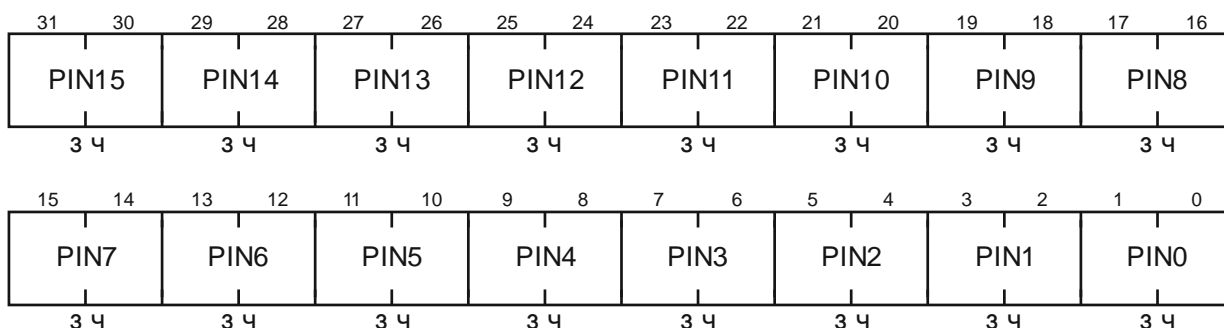 31 30 29 28 27 26 25 24 23 22 21 20 19 18 17 16
PIN15 PIN14 PIN13 PIN12 PIN11 PIN10 PIN9 PIN8
З Ч З Ч З Ч З Ч З Ч З Ч З Ч З Ч
15 14 13 12 11 10 9 8 7 6 5 4 3 2 1 0
PIN7 PIN6 PIN5 PIN4 PIN3 PIN2 PIN1 PIN0
З Ч З Ч З Ч З Ч З Ч З Ч З Ч З Ч